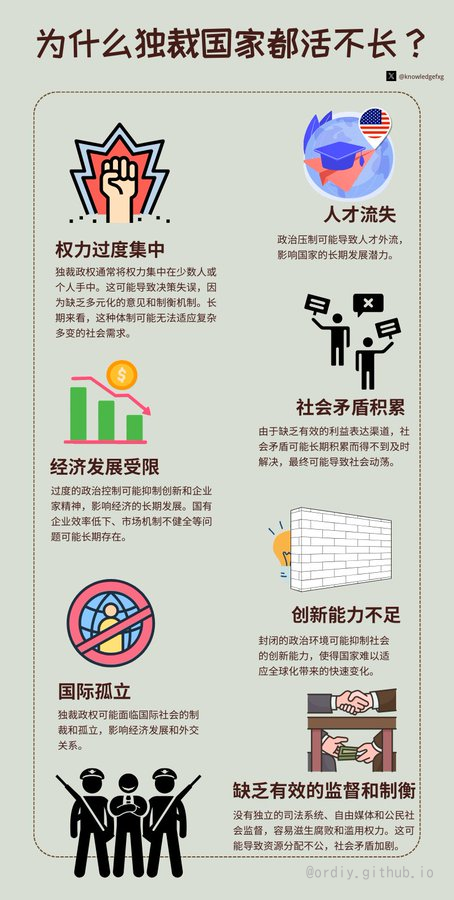 为什么独裁国家都活不长？
@knowledgefxg
权力过度集中
独裁政权通常将权力集中在少数人或
个人手中。这可能导致决策失误，因
为缺乏多元化的意见和制衡机制。长
期来看，这种体制可能无法适应复杂
多变的社会需求。
人才流失
政治压制可能导致人才外流，
影响国家的长期发展潜力。
社会矛盾积累
由于缺乏有效的利益表达渠道，社
会矛盾可能长期积累而得不到及时
解决，最终可能导致社会动荡。
$
经济发展受限
过度的政治控制可能抑制创新和企业
家精神，影响经济的长期发展。国有
企业效率低下、市场机制不健全等问
题可能长期存在。
创新能力不足
封闭的政治环境可能抑制社会
的创新能力，使得国家难以适
应全球化带来的快速变化。
国际孤立
独裁政权可能面临国际社会的制
裁和孤立，影响经济发展和外交
关系。
缺乏有效的监督和制衡
没有独立的司法系统、自由媒体和公民社
会监督，容易滋生腐败和滥用权力。这可
能导致资源分配不公，社会矛盾加剧。
@ordiy.github.io